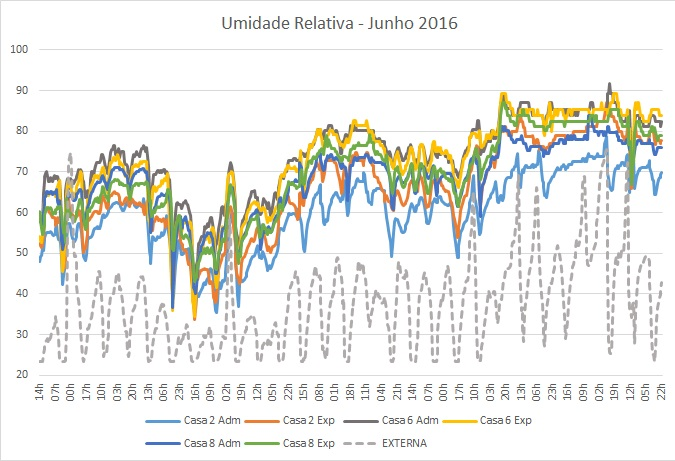 Umidade Relativa - Junho 2016
100
90
80
70
60
50
40
30
20
14h 07h 00h 17h 10h 03h 20h 13h 06h 23h 16h 09h 02h 19h 12h 05h 22h 15h 08h 01h 18h 11h 04h 21h 14h 07h 00h 17h 10h 03h 20h 13h 06h 23h 16h 09h 02h 19h 12h 05h 22h
Casa 2 Adm Casa 2 Exp Casa 6 Adm Casa 6 Exp
Casa 8 Adm Casa 8 Exp EXTERNA